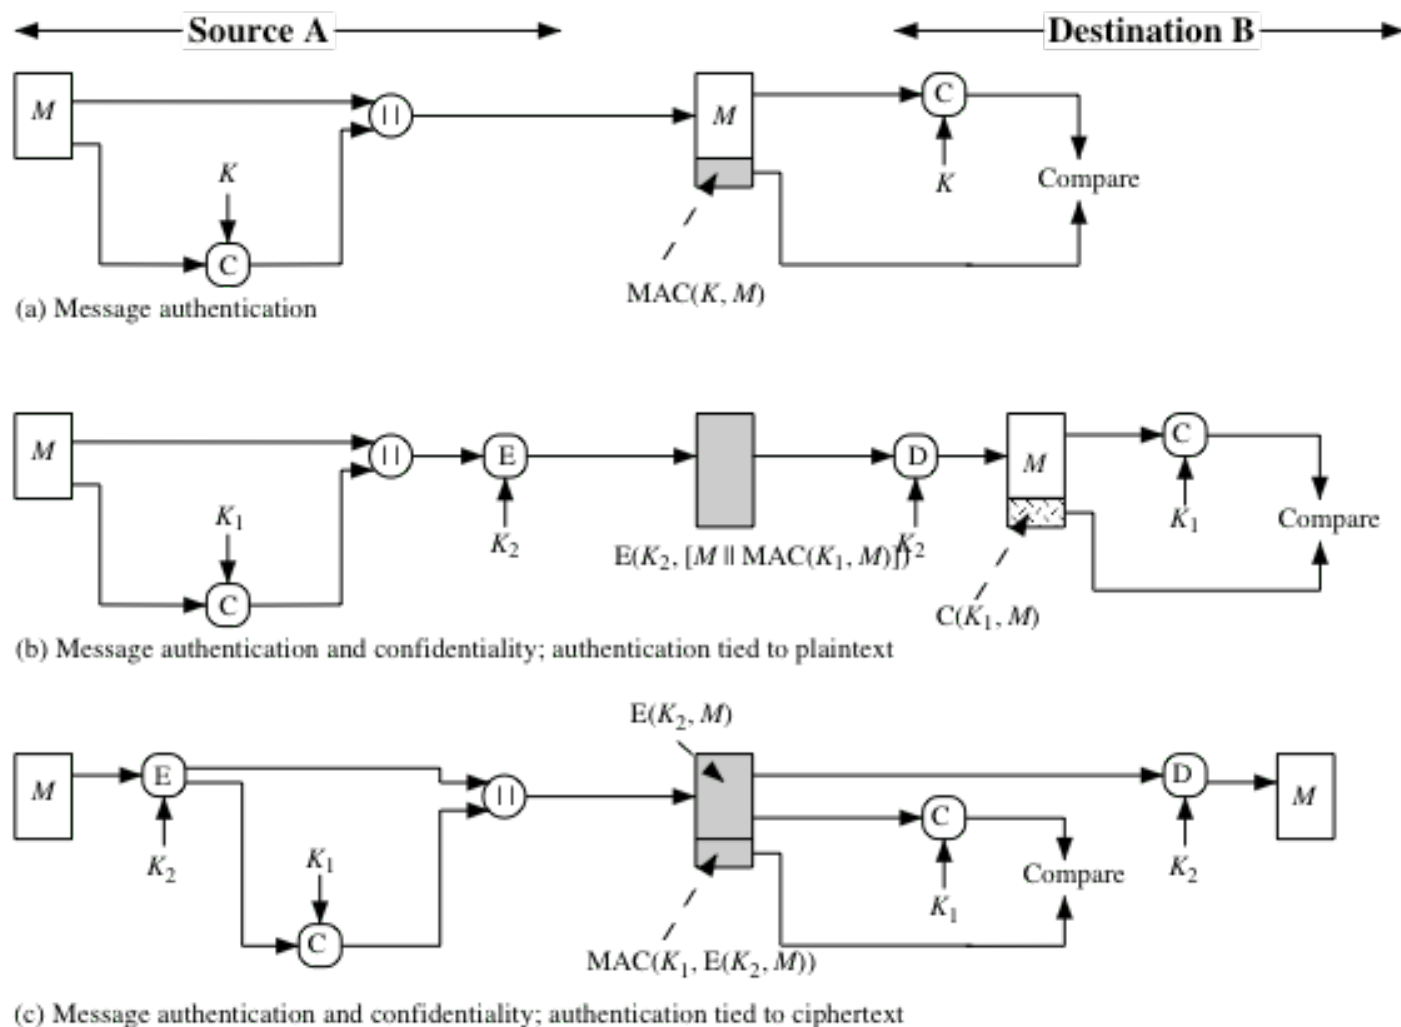 Source A
Destination B
M
||
M
C
K
C
K
Compare
MAC(K, M)
(a) Message authentication
M
||
E
D
M
C
K₁
K₂
K₂
K₁
Compare
E(K₂, [M || MAC(K₁, M)])
C
C(K₁, M)
(b) Message authentication and confidentiality; authentication tied to plaintext
E(K₂, M)
M
E
||
D
M
C
K₂
K₁
Compare
K₂
K₁
C
MAC(K₁, E(K₂, M))
(c) Message authentication and confidentiality; authentication tied to ciphertext